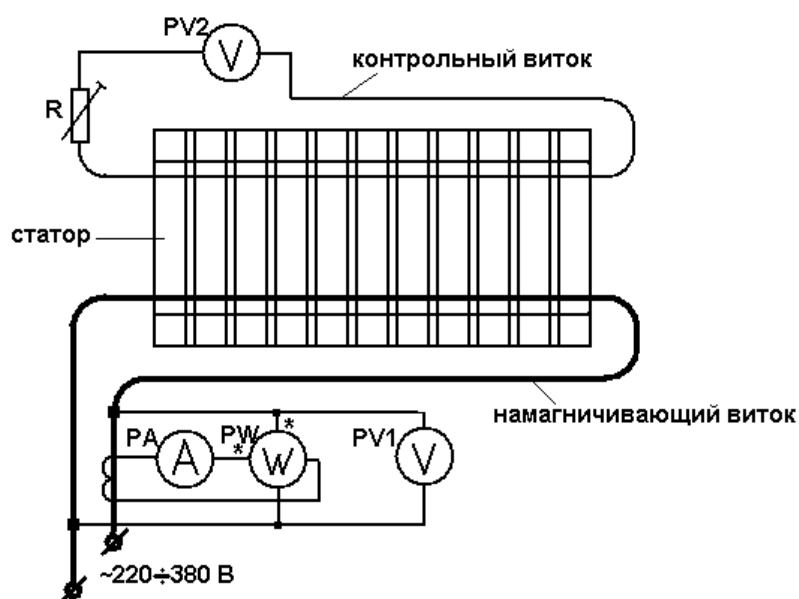 PV2
V
контрольный виток
R
статор
намагничивающий виток
PA
A
PW
*
*
W
PV1
V
~220÷380 В